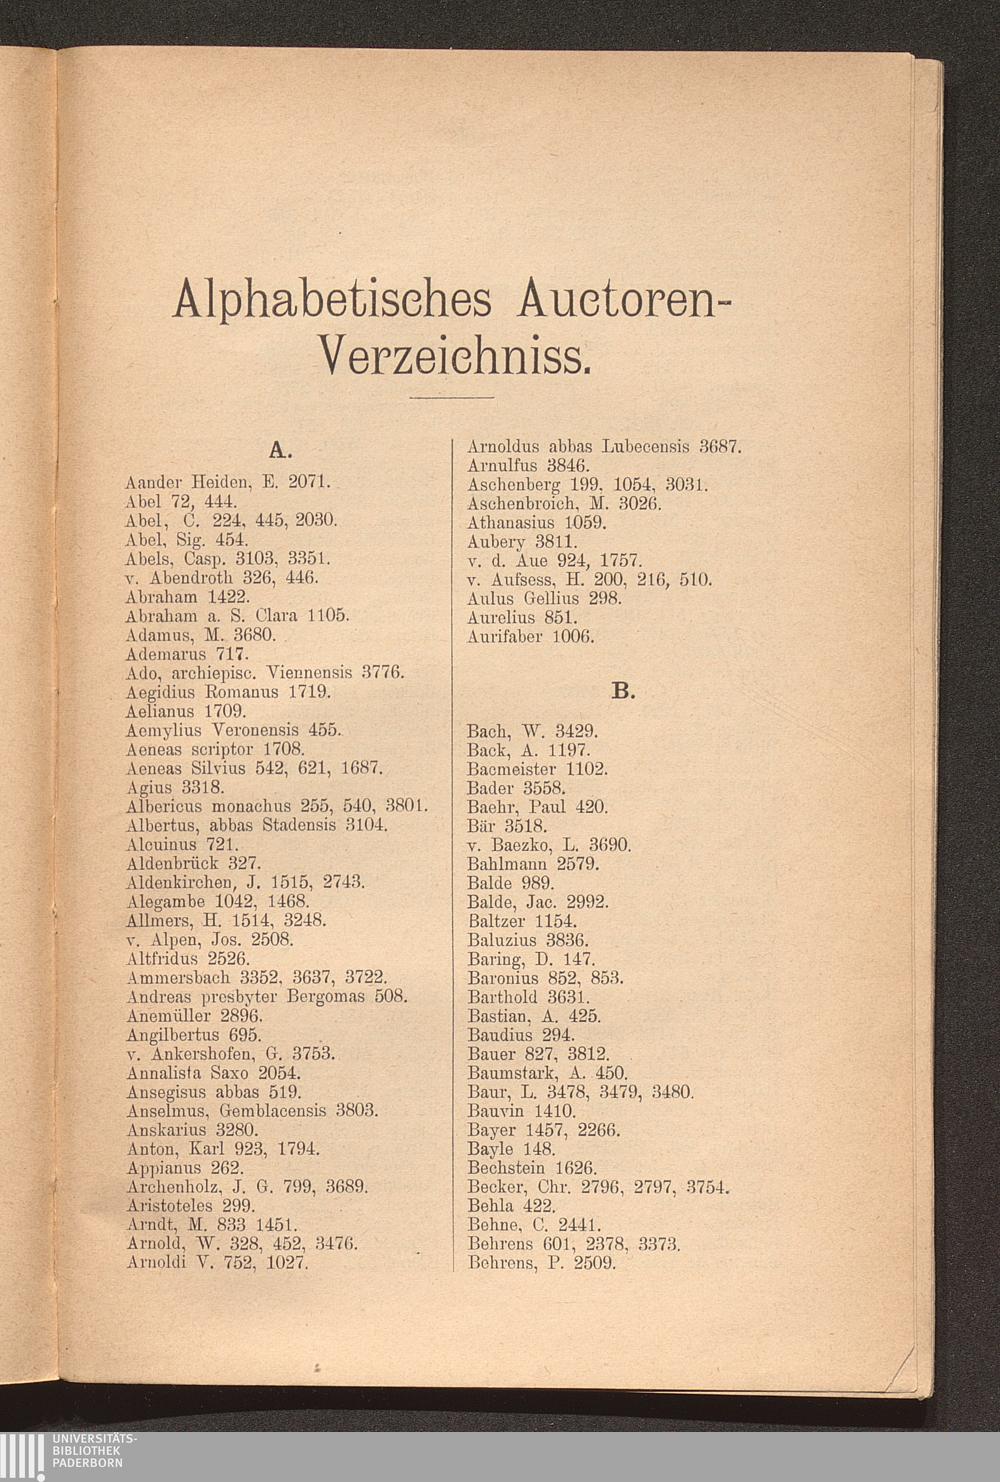 Alphabetisches Auctoren-
Verzeichniss.
A.
Aander Heiden, E. 2071.
Abel 72, 444.
Abel, C. 224, 445, 2030.
Abel, Sig. 454.
Abels, Casp. 3103, 3351.
v. Abendroth 326, 446.
Abraham 1422.
Abraham a. S. Clara 1105.
Adamus, M. 3680.
Ademarus 717.
Ado, archiepisc. Viennensis 3776.
Aegidius Romanus 1719.
Aelianus 1709.
Aemylius Veronensis 455.
Aeneas scriptor 1708.
Aeneas Silvius 542, 621, 1687.
Agius 3318.
Albericus monachus 255, 540, 3801.
Albertus, abbas Stadensis 3104.
Alcuinus 721.
Aldenbrück 327.
Aldenkirchen, J. 1515, 2743.
Alegambe 1042, 1468.
Allmers, H. 1514, 3248.
v. Alpen, Jos. 2508.
Altfridus 2526.
Ammersbach 3352, 3637, 3722.
Andreas presbyter Bergomas 508.
Anemüller 2896.
Angilbertus 695.
v. Ankershofen, G. 3753.
Annalista Saxo 2054.
Ansegisus abbas 519.
Anselmus, Gemblacensis 3803.
Anskarius 3280.
Anton, Karl 923, 1794.
Appianus 262.
Archenholz, J. G. 799, 3689.
Aristoteles 299.
Arndt, M. 833 1451.
Arnold, W. 328, 452, 3476.
Arnoldi V. 752, 1027.
Arnoldus abbas Lubecensis 3687.
Arnulfus 3846.
Aschenberg 199, 1054, 3031.
Aschenbroich, M. 3026.
Athanasius 1059.
Aubery 3811.
v. d. Aue 924, 1757.
v. Aufsess, H. 200, 216, 510.
Aulus Gellius 298.
Aurelius 851.
Aurifaber 1006.
B.
Bach, W. 3429.
Back, A. 1197.
Bacmeister 1102.
Bader 3558.
Baehr, Paul 420.
Bär 3518.
v. Baezko, L. 3690.
Bahlmann 2579.
Balde 989.
Balde, Jac. 2992.
Baltzer 1154.
Baluzius 3836.
Baring, D. 147.
Baronius 852, 853.
Barthold 3631.
Bastian, A. 425.
Baudius 294.
Bauer 827, 3812.
Baumstark, A. 450.
Baur, L. 3478, 3479, 3480.
Bauvin 1410.
Bayer 1457, 2266.
Bayle 148.
Bechstein 1626.
Becker, Chr. 2796, 2797, 3754.
Behla 422.
Behne, C. 2441.
Behrens 601, 2378, 3373.
Behrens, P. 2509.
UNIVERSITÄTS-
BIBLIOTHEK
PADERBORN